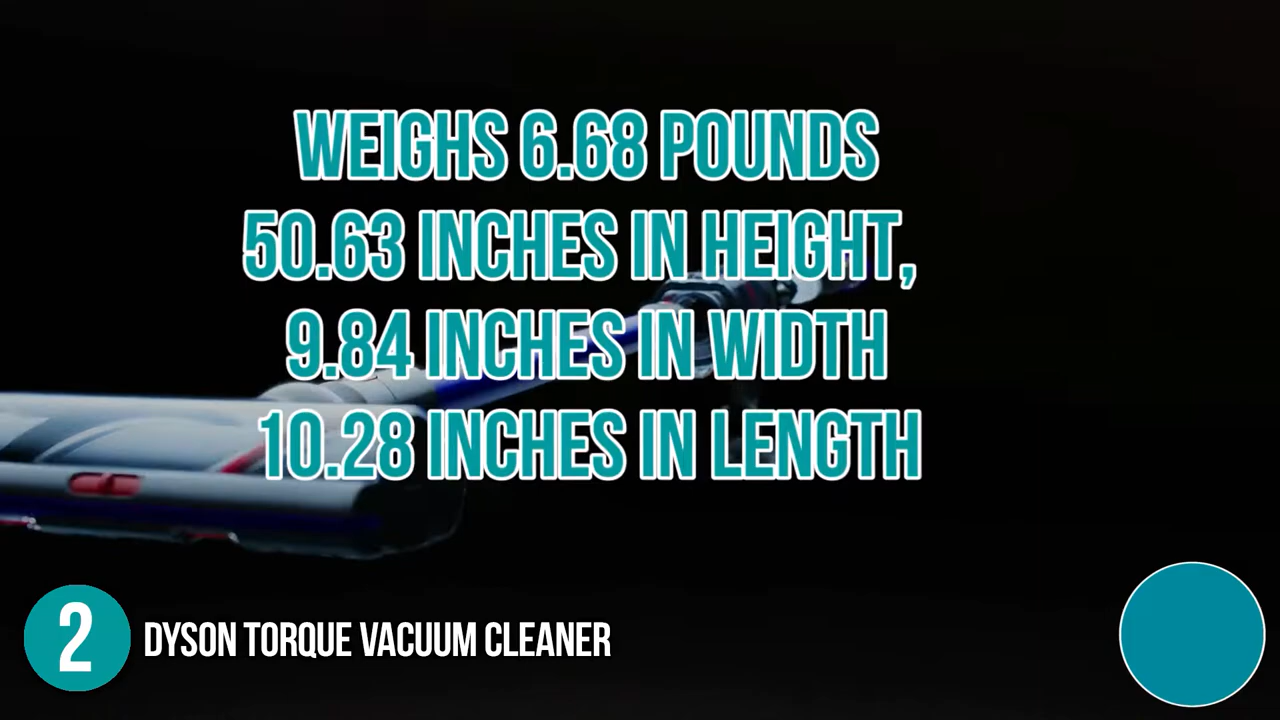 WEIGHS 6.68 POUNDS
50.63 INCHES IN HEIGHT,
9.84 INCHES IN WIDTH
10.28 INCHES IN LENGTH
2 DYSON TORQUE VACUUM CLEANER